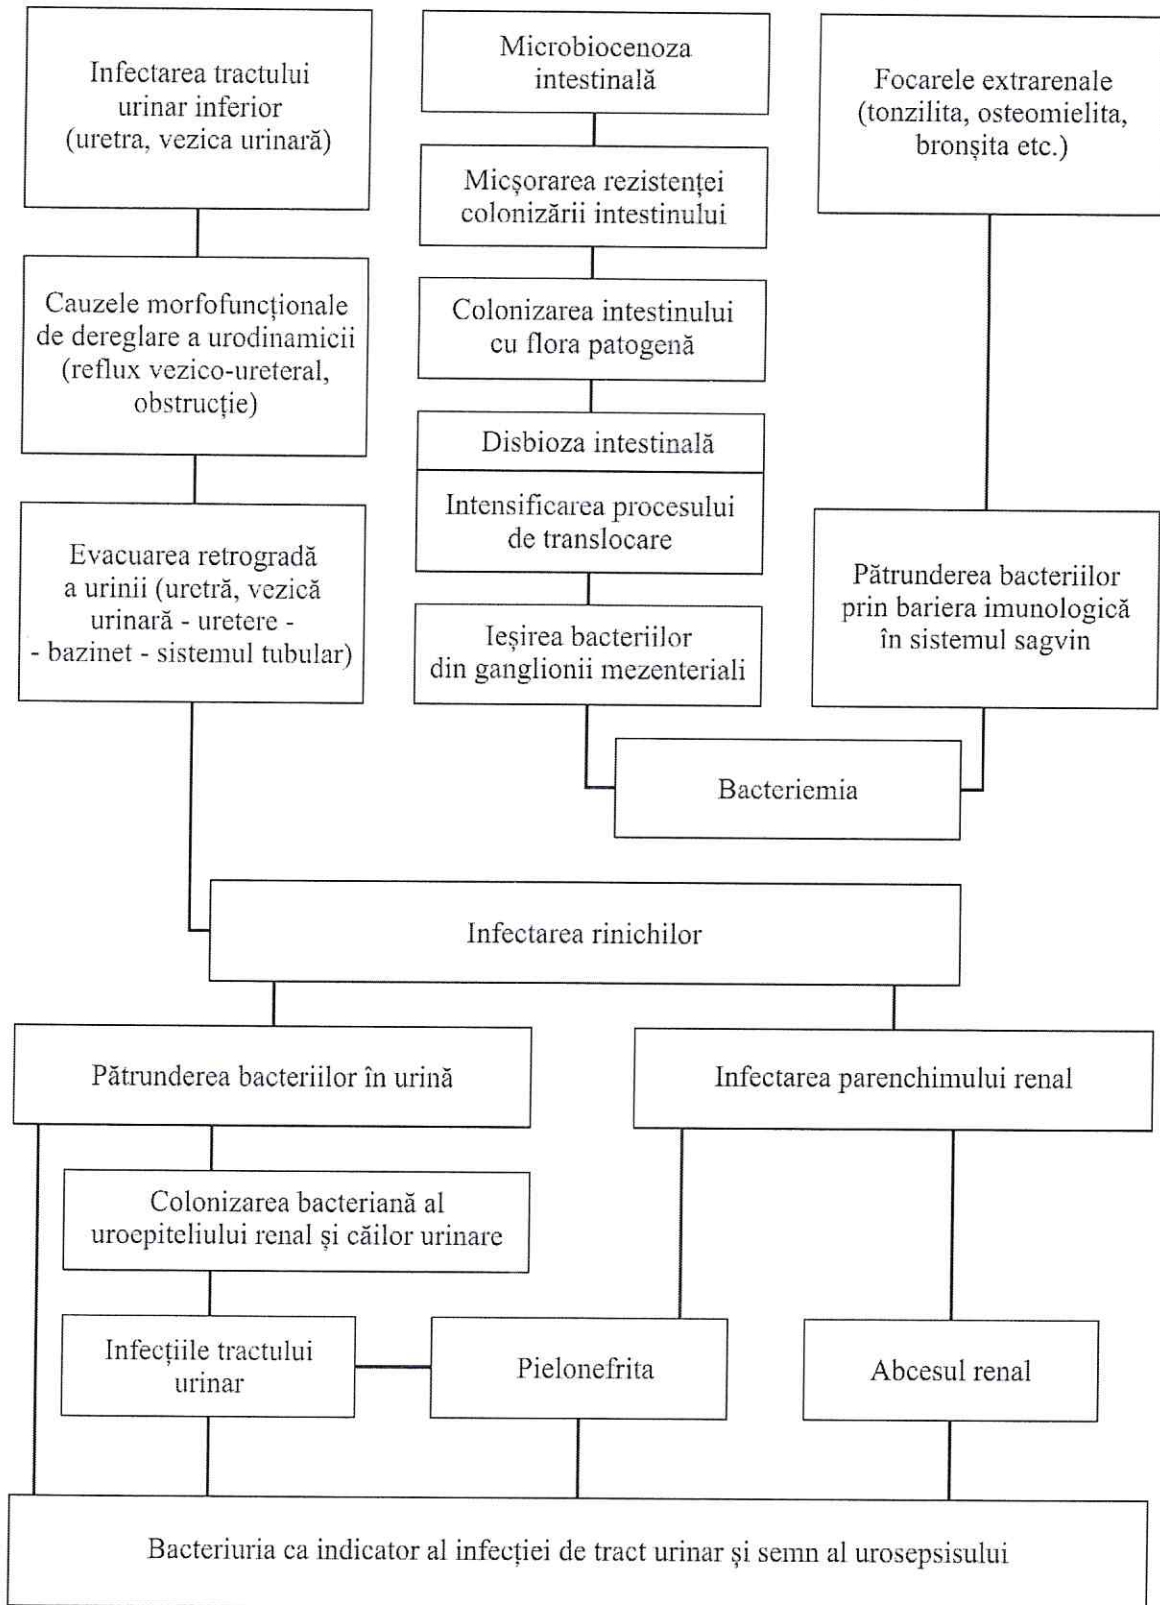 Infectarea tractului
urinar inferior
(uretra, vezica urinară)
Cauzele morfofuncționale
de dereglare a urodinamicii
(reflux vezico-ureteral,
obstrucție)
Evacuarea retrogradă
a urinii (uretră, vezică
urinară - uretere -
- bazinet - sistemul tubular)
Microbiocenoza
intestinală
Micșorarea rezistenței
colonizării intestinului
Colonizarea intestinului
cu flora patogenă
Disbioza intestinală
Intensificarea procesului
de translocare
Ieșirea bacteriilor
din ganglionii mezenteriali
Focarele extrarenale
(tonzilita, osteomielita,
bronșita etc.)
Pătrunderea bacteriilor
prin bariera imunologică
în sistemul sagvin
Bacteriemia
Infectarea rinichilor
Pătrunderea bacteriilor în urină
Infectarea parenchimului renal
Colonizarea bacteriană al
uroepiteliului renal și căilor urinare
Infecțiile tractului
urinar
Pielonefrita
Abcesul renal
Bacteriuria ca indicator al infecției de tract urinar și semn al urosepsisului